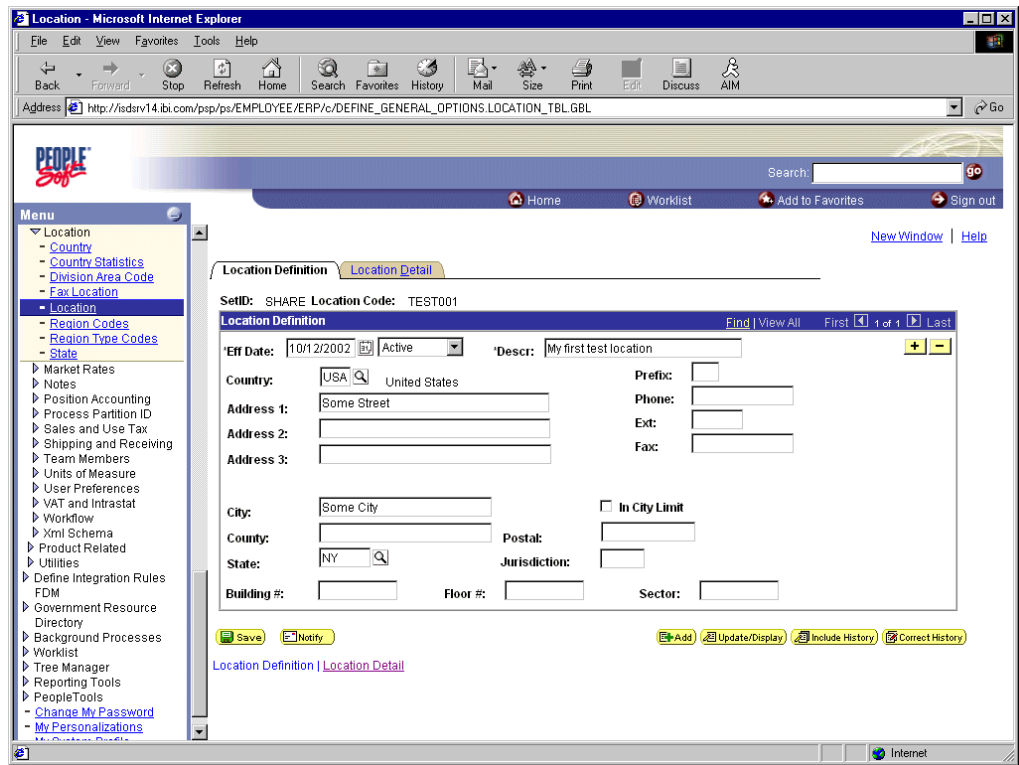 Location - Microsoft Internet Explorer
File Edit View Favorites Tools Help
Back Forward Stop Refresh Home Search Favorites History Mail Size Print Edit Discuss AIM
Address http://isdsrv14.ibi.com/psp/ps/EMPLOYEE/ERP/c/DEFINE_GENERAL_OPTIONS.LOCATION_TBL.GBL Go
PEOPLE
Soft
Search: go
Home Worklist Add to Favorites Sign out
Menu
New Window | Help
Location
- Country
- Country Statistics
- Division Area Code
- Fax Location
- Location
- Region Codes
- Region Type Codes
- State
Market Rates
Notes
Position Accounting
Process Partition ID
Sales and Use Tax
Shipping and Receiving
Team Members
Units of Measure
User Preferences
VAT and Intrastat
Workflow
Xml Schema
Product Related
Utilities
Define Integration Rules
FDM
Government Resource
Directory
Background Processes
Worklist
Tree Manager
Reporting Tools
PeopleTools
- Change My Password
- My Personalizations
- My System Profile
Location Definition Location Detail
SetID: SHARE Location Code: TEST001
Location Definition Find | View All First 1 of 1 Last
*Eff Date: 10/12/2002 31 Active *Descr: My first test location + -
Country: USA United States Prefix:
Address 1: Some Street Phone:
Address 2: Ext:
Address 3: Fax:
City: Some City In City Limit
County: Postal:
State: NY Jurisdiction:
Building #: Floor #: Sector:
Save Notify Add Update/Display Include History Correct History
Location Definition | Location Detail
Internet